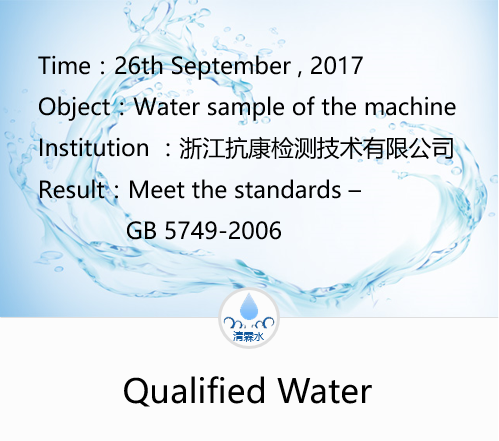 Time：26th September , 2017
Object：Water sample of the machine
Institution ：浙江抗康检测技术有限公司
Result：Meet the standards –
GB 5749-2006
清霖水
Qualified Water